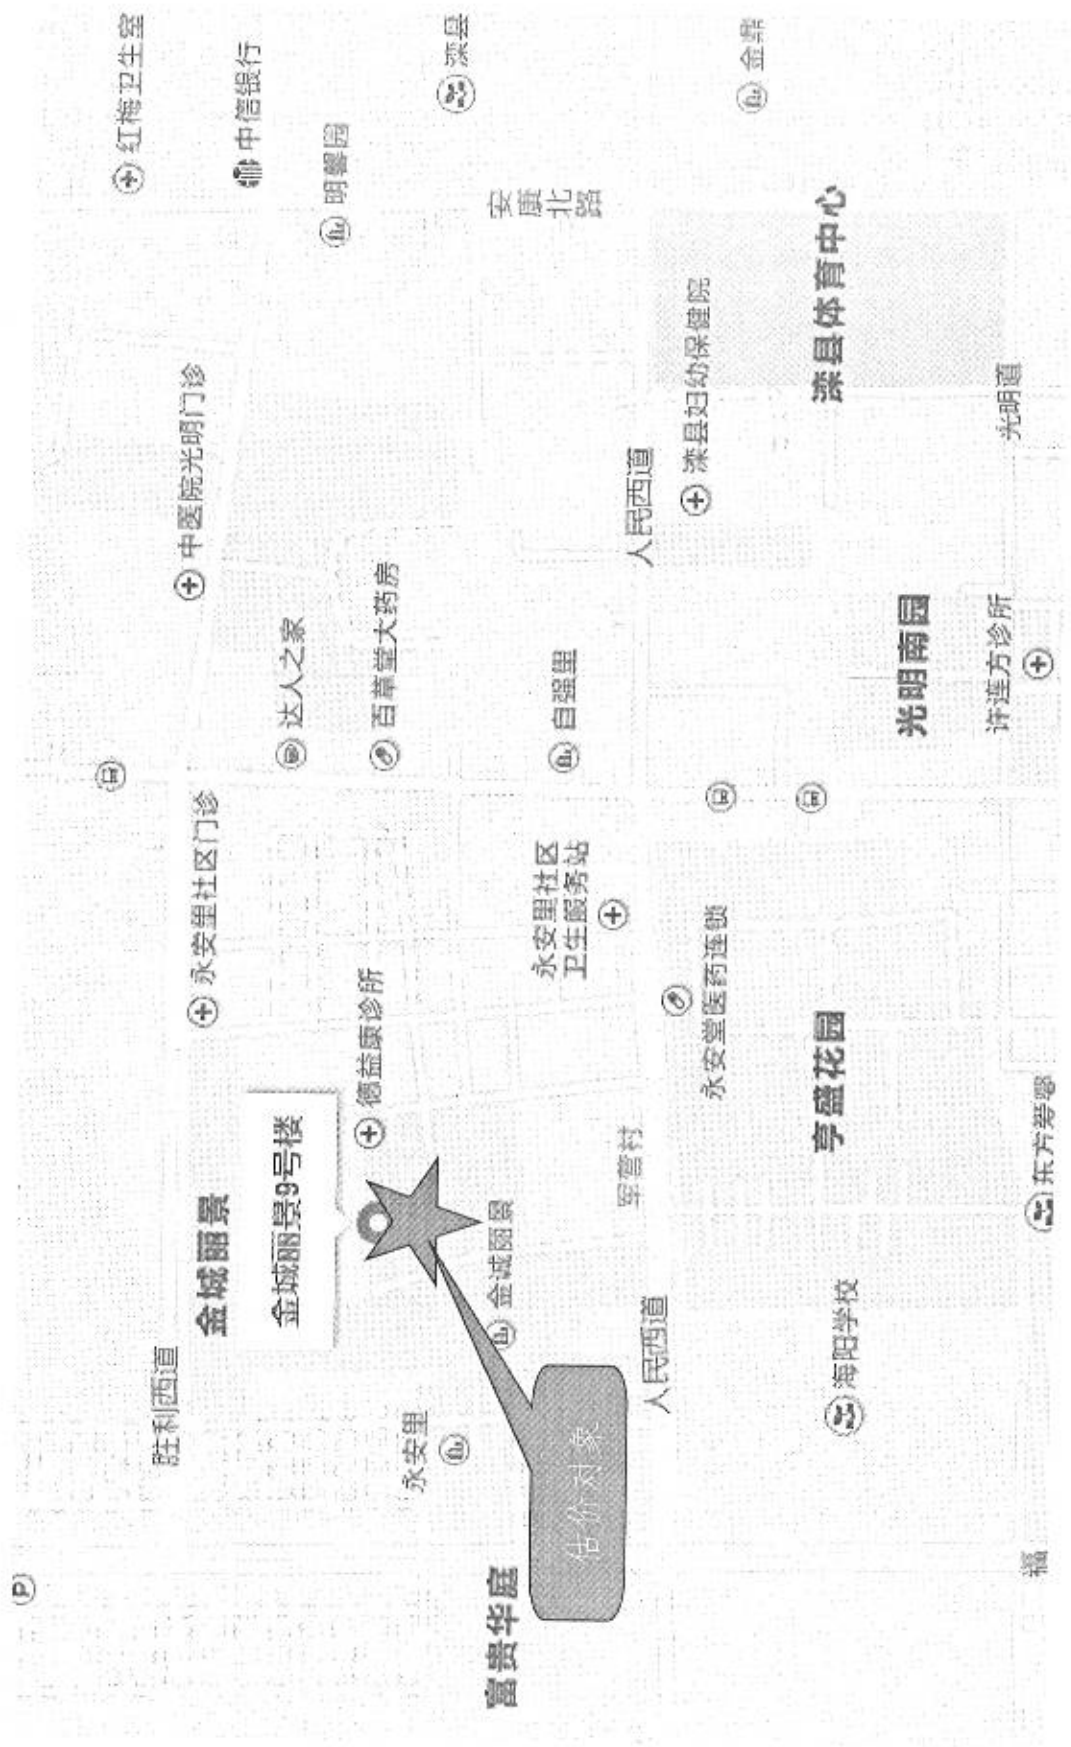 P
红梅卫生室
胜利西道
中医院光明门诊
永安里社区门诊
金城丽景
中信银行
金城丽景9号楼
达人之家
明馨园
德益康诊所
百草堂大药房
永安里
滦县
富贵华庭
金诚丽景
安
康
北
路
永安里社区
卫生服务站
自强里
估价对象
军营村
人民西道
人民西道
滦县妇幼保健院
永安堂医药连锁
金鼎
亨盛花园
滦县体育中心
海阳学校
光明南园
许连方诊所
光明道
福
东方爱婴